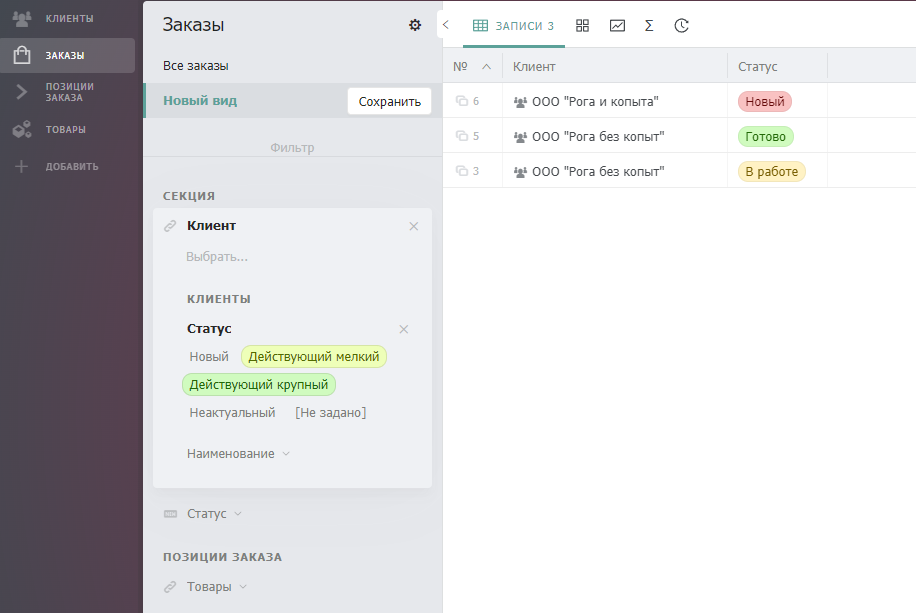 КЛИЕНТЫ
ЗАКАЗЫ
ПОЗИЦИИ
ЗАКАЗА
ТОВАРЫ
ДОБАВИТЬ
Заказы
Все заказы
Новый вид
Сохранить
Фильтр
СЕКЦИЯ
Клиент
Выбрать...
КЛИЕНТЫ
Статус
Новый Действующий мелкий
Действующий крупный
Неактуальный [Не задано]
Наименование
Статус
ПОЗИЦИИ ЗАКАЗА
Товары
ЗАПИСИ 3
№ Клиент Статус
6 ООО "Рога и копыта" Новый
5 ООО "Рога без копыт" Готово
3 ООО "Рога без копыт" В работе